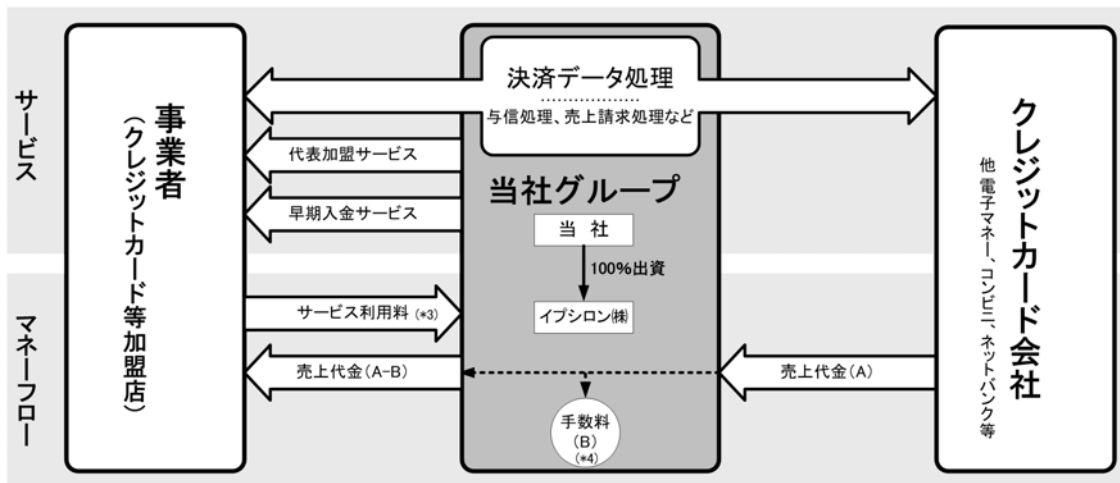 サービス
マネーフロー
事業者
(クレジットカード等加盟店)
決済データ処理
与信処理、売上請求処理など
代表加盟サービス
早期入金サービス
当社グループ
当 社
100%出資
イプシロン㈱
サービス利用料 (*3)
売上代金(A-B)
売上代金(A)
手数料
(B)
(*4)
クレジットカード会社
他 電子マネー、コンビニ、ネットバンク等